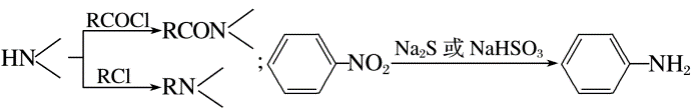 RCOCl
HN RCON
RCl
RN
; NO₂ Na₂S 或 NaHSO₃ NH₂